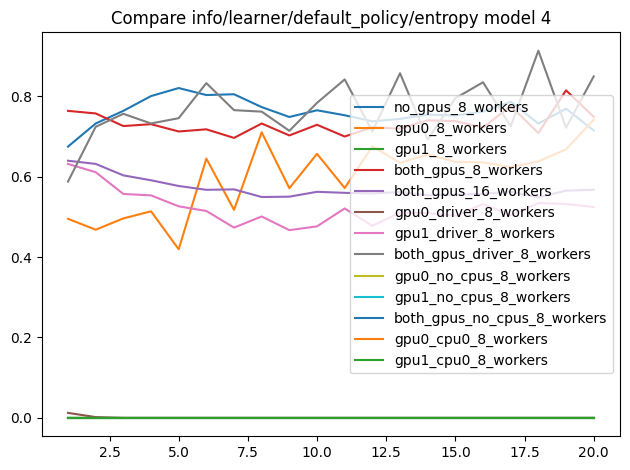 Compare info/learner/default_policy/entropy model 4
0.8
0.6
0.4
0.2
0.0
no_gpus_8_workers
gpu0_8_workers
gpu1_8_workers
both_gpus_8_workers
both_gpus_16_workers
gpu0_driver_8_workers
gpu1_driver_8_workers
both_gpus_driver_8_workers
gpu0_no_cpus_8_workers
gpu1_no_cpus_8_workers
both_gpus_no_cpus_8_workers
gpu0_cpu0_8_workers
gpu1_cpu0_8_workers
2.5 5.0 7.5 10.0 12.5 15.0 17.5 20.0